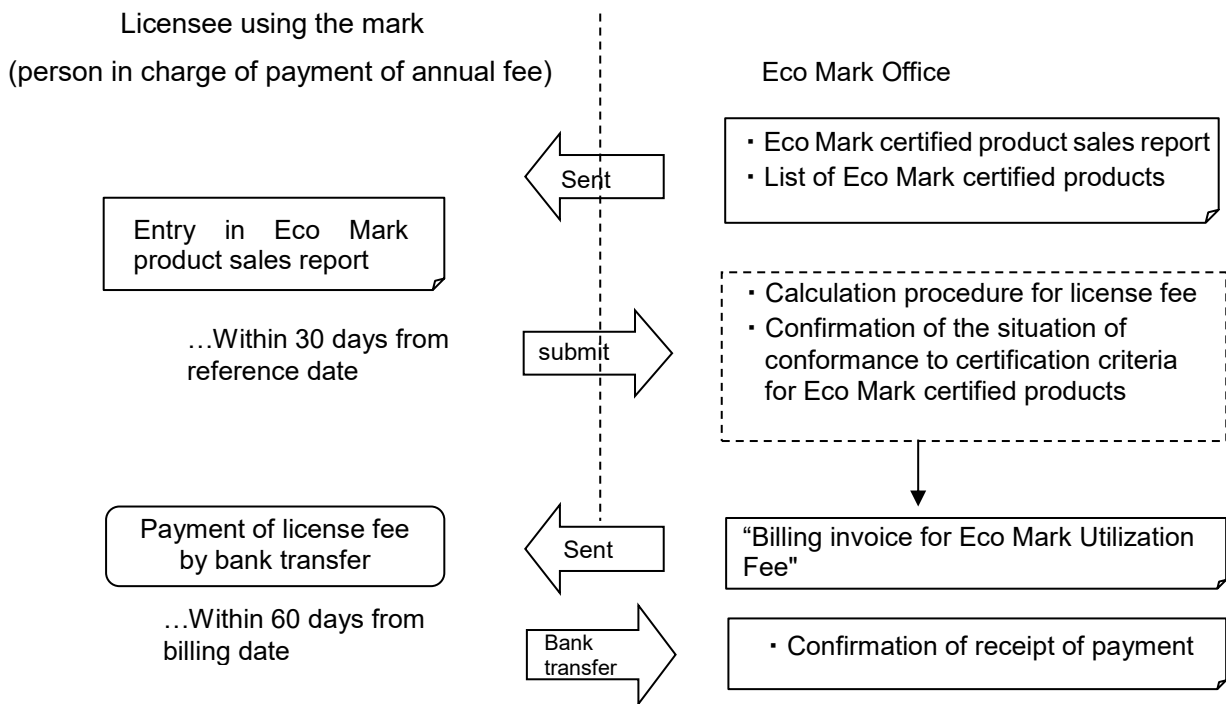 Licensee using the mark
(person in charge of payment of annual fee)
Eco Mark Office
・Eco Mark certified product sales report
・List of Eco Mark certified products
Sent
Entry in Eco Mark
product sales report
…Within 30 days from
reference date
submit
・Calculation procedure for license fee
・Confirmation of the situation of
conformance to certification criteria
for Eco Mark certified products
Payment of license fee
by bank transfer
Sent
“Billing invoice for Eco Mark Utilization
Fee"
…Within 60 days from
billing date
Bank
transfer
・Confirmation of receipt of payment